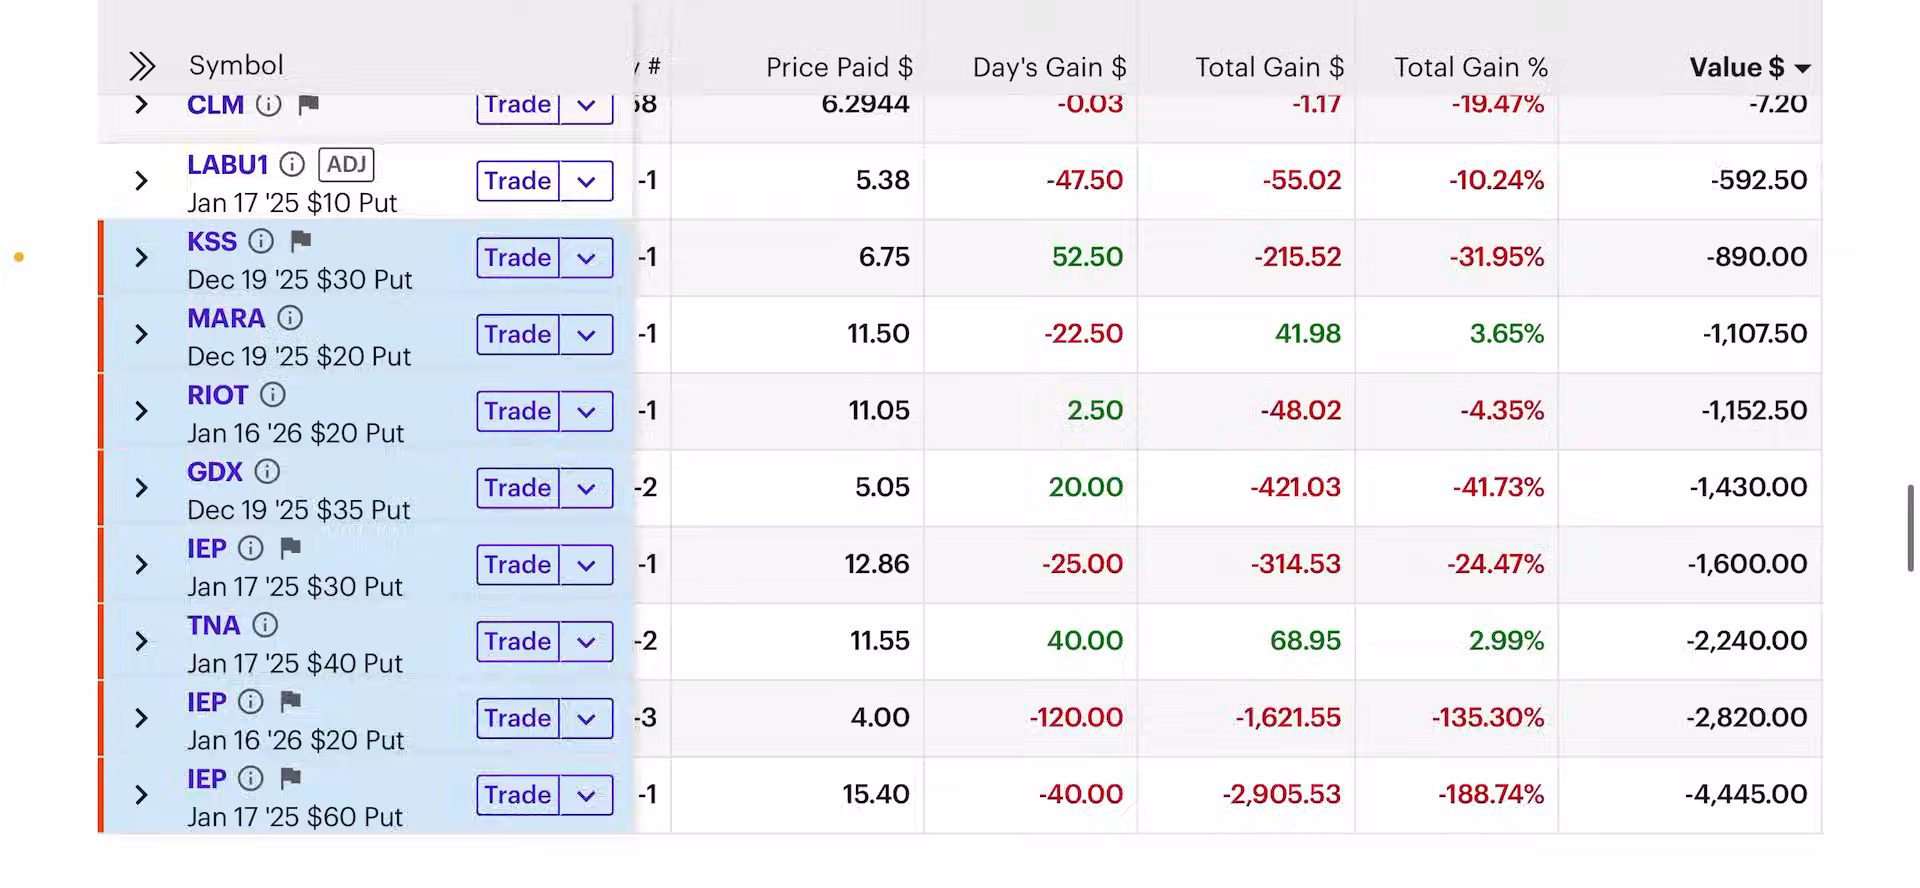 Symbol y # Price Paid $ Day's Gain $ Total Gain $ Total Gain % Value $
CLM Trade 58 6.2944 -0.03 -1.17 -19.47% -7.20
LABU1 ADJ
Jan 17 '25 $10 Put Trade -1 5.38 -47.50 -55.02 -10.24% -592.50
KSS
Dec 19 '25 $30 Put Trade -1 6.75 52.50 -215.52 -31.95% -890.00
MARA
Dec 19 '25 $20 Put Trade -1 11.50 -22.50 41.98 3.65% -1,107.50
RIOT
Jan 16 '26 $20 Put Trade -1 11.05 2.50 -48.02 -4.35% -1,152.50
GDX
Dec 19 '25 $35 Put Trade -2 5.05 20.00 -421.03 -41.73% -1,430.00
IEP
Jan 17 '25 $30 Put Trade -1 12.86 -25.00 -314.53 -24.47% -1,600.00
TNA
Jan 17 '25 $40 Put Trade -2 11.55 40.00 68.95 2.99% -2,240.00
IEP
Jan 16 '26 $20 Put Trade -3 4.00 -120.00 -1,621.55 -135.30% -2,820.00
IEP
Jan 17 '25 $60 Put Trade -1 15.40 -40.00 -2,905.53 -188.74% -4,445.00